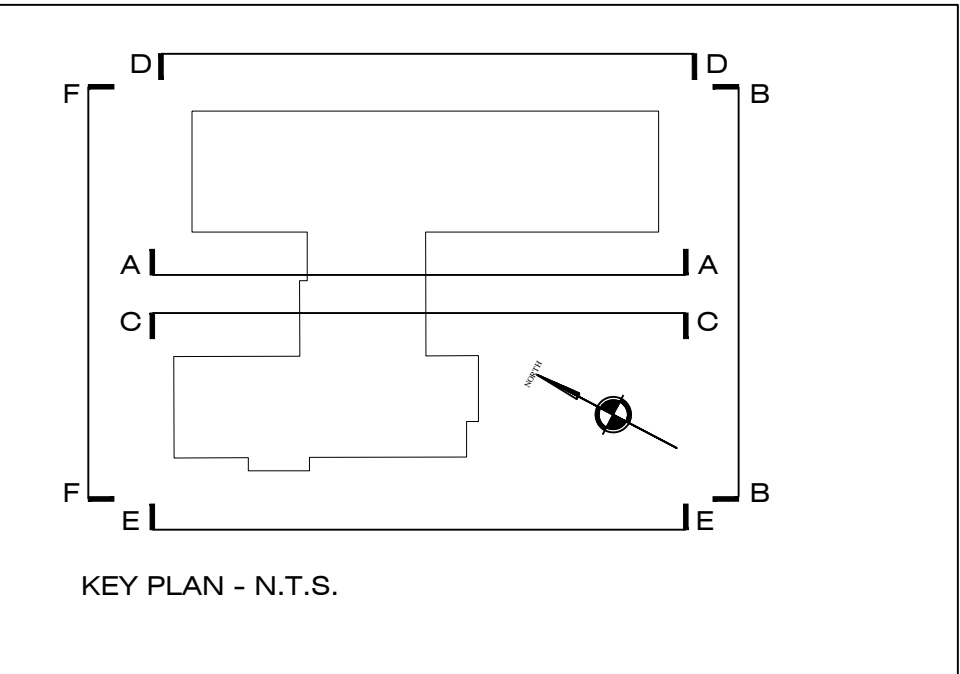 D D
F B
A A
C C
NORTH
F B
E E
KEY PLAN - N.T.S.